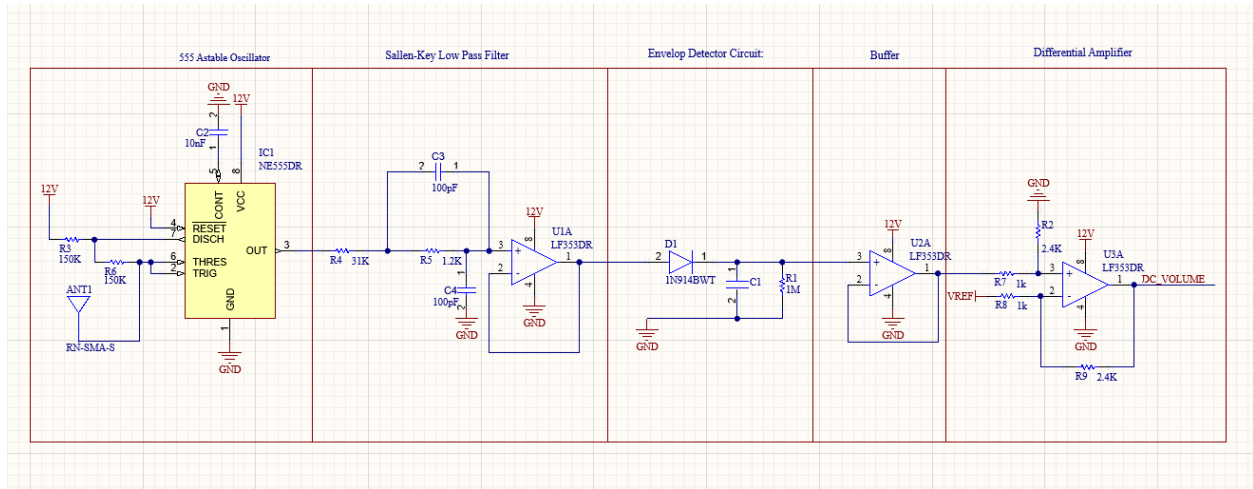 555 Astable Oscillator
Sallen-Key Low Pass Filter
Envelop Detector Circuit:
Buffer
Differential Amplifier
GND
12V
2
C2
10nF
1
IC1
NE555DR
5
8
CONT
VCC
12V
12V
4
RESET
7
DISCH
R3
150K
6
THRES
2
TRIG
R6
150K
OUT
3
GND
1
GND
ANT1
RN-SMA-S
R4
31K
C3
2
1
100pF
R5
1.2K
1
C4
100pF
2
GND
12V
U1A
LF353DR
8
3
+
2
-
1
4
GND
D1
2
1
1N914BWT
1
C1
2
R1
1M
GND
12V
U2A
LF353DR
8
3
+
2
-
1
4
GND
GND
R2
2.4K
12V
U3A
LF353DR
8
R7
1k
3
+
VREF
R8
1k
2
-
1
DC_VOLUME
4
GND
R9
2.4K